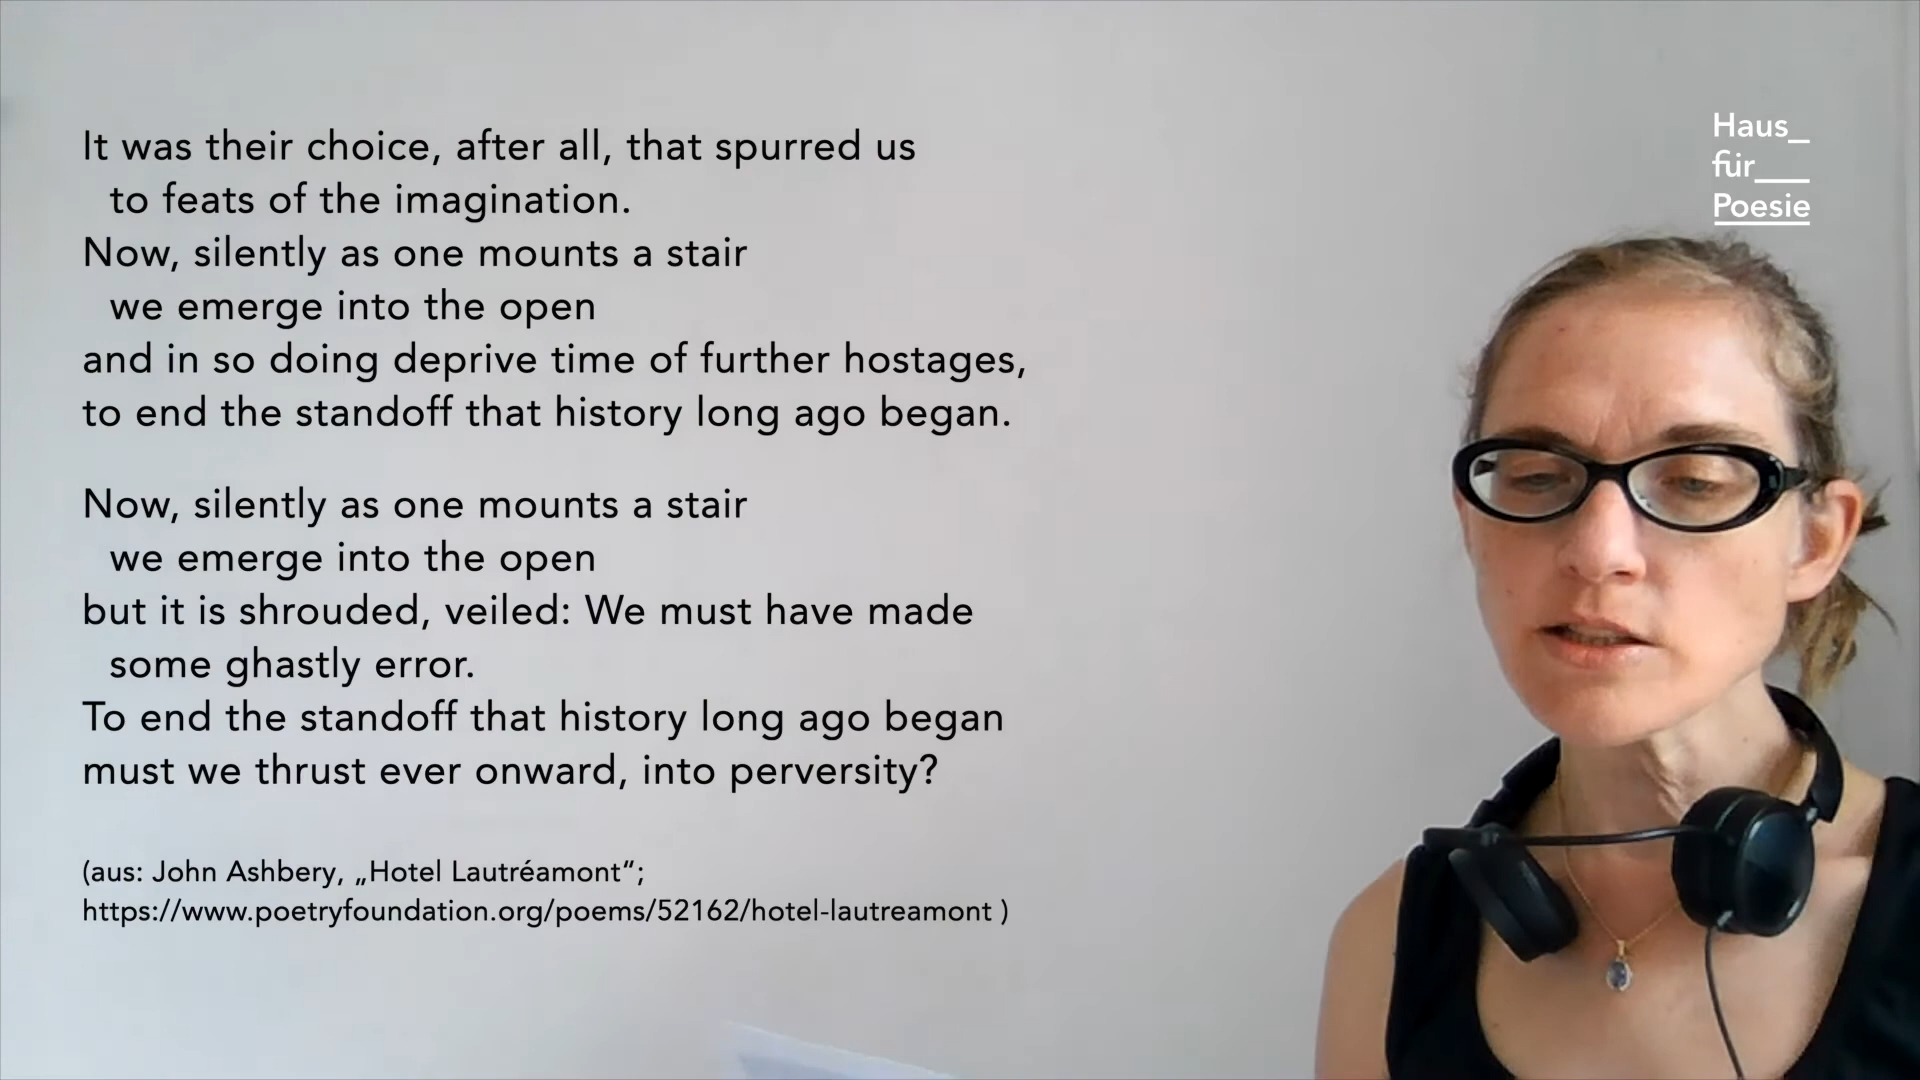 It was their choice, after all, that spurred us
to feats of the imagination.
Now, silently as one mounts a stair
we emerge into the open
and in so doing deprive time of further hostages,
to end the standoff that history long ago began.
Now, silently as one mounts a stair
we emerge into the open
but it is shrouded, veiled: We must have made
some ghastly error.
To end the standoff that history long ago began
must we thrust ever onward, into perversity?
(aus: John Ashbery, „Hotel Lautréamont“;
https://www.poetryfoundation.org/poems/52162/hotel-lautreamont )
Haus_
für___
Poesie